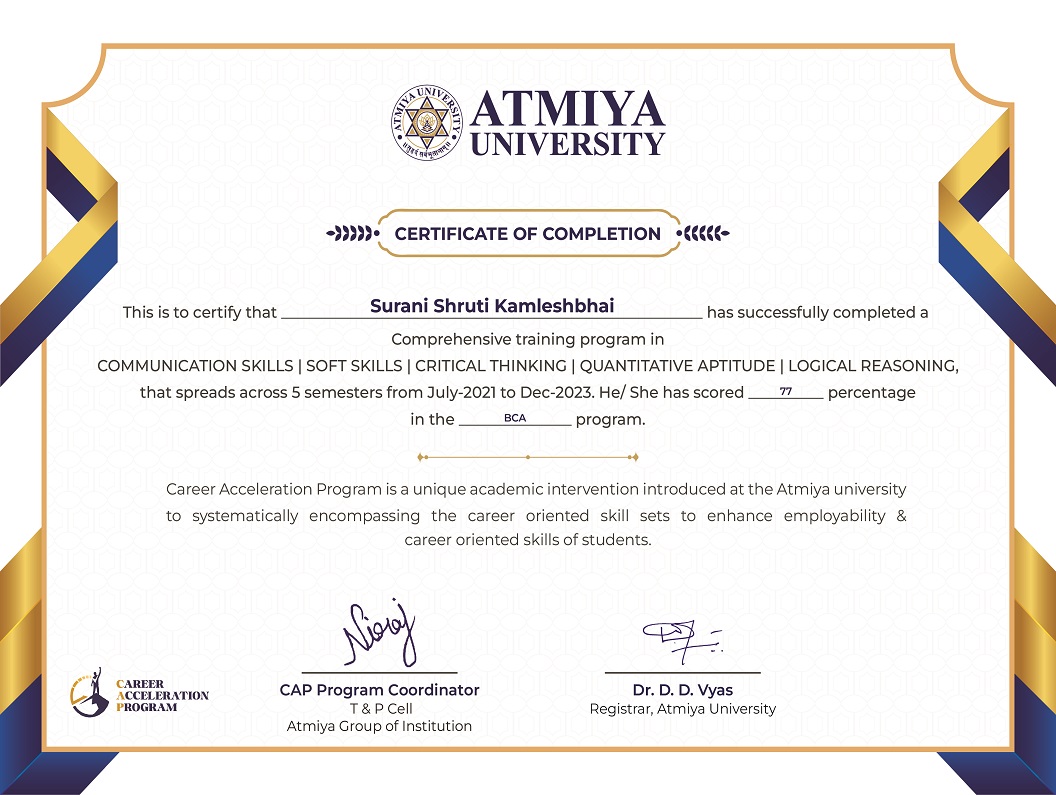 ATMIYA UNIVERSITY
ATMIYA
UNIVERSITY
CERTIFICATE OF COMPLETION
This is to certify that Surani Shruti Kamleshbhai has successfully completed a
Comprehensive training program in
COMMUNICATION SKILLS | SOFT SKILLS | CRITICAL THINKING | QUANTITATIVE APTITUDE | LOGICAL REASONING,
that spreads across 5 semesters from July-2021 to Dec-2023. He/ She has scored 77 percentage
in the BCA program.
Career Acceleration Program is a unique academic intervention introduced at the Atmiya university
to systematically encompassing the career oriented skill sets to enhance employability &
career oriented skills of students.
Niraj
CAREER
ACCELERATION
PROGRAM
CAP Program Coordinator
T & P Cell
Atmiya Group of Institution
Dr. D. D. Vyas
Registrar, Atmiya University